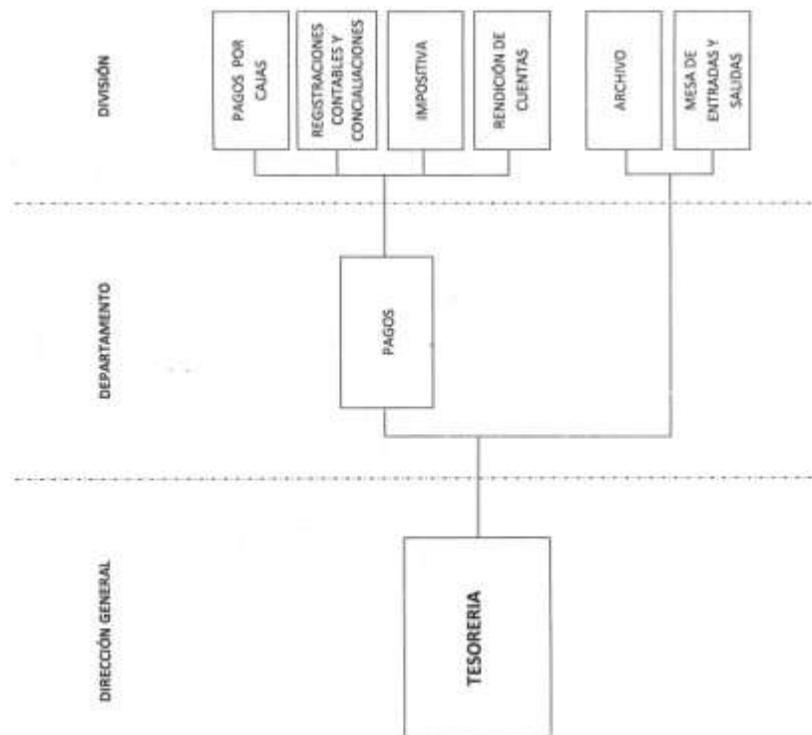 DIRECCIÓN GENERAL
DEPARTAMENTO
DIVISIÓN
TESORERIA
PAGOS
PAGOS POR
CAJAS
REGISTRACIONES
CONTABLES Y
CONCIALIACIONES
IMPOSITIVA
RENDICIÓN DE
CUENTAS
ARCHIVO
MESA DE
ENTRADAS Y
SALIDAS